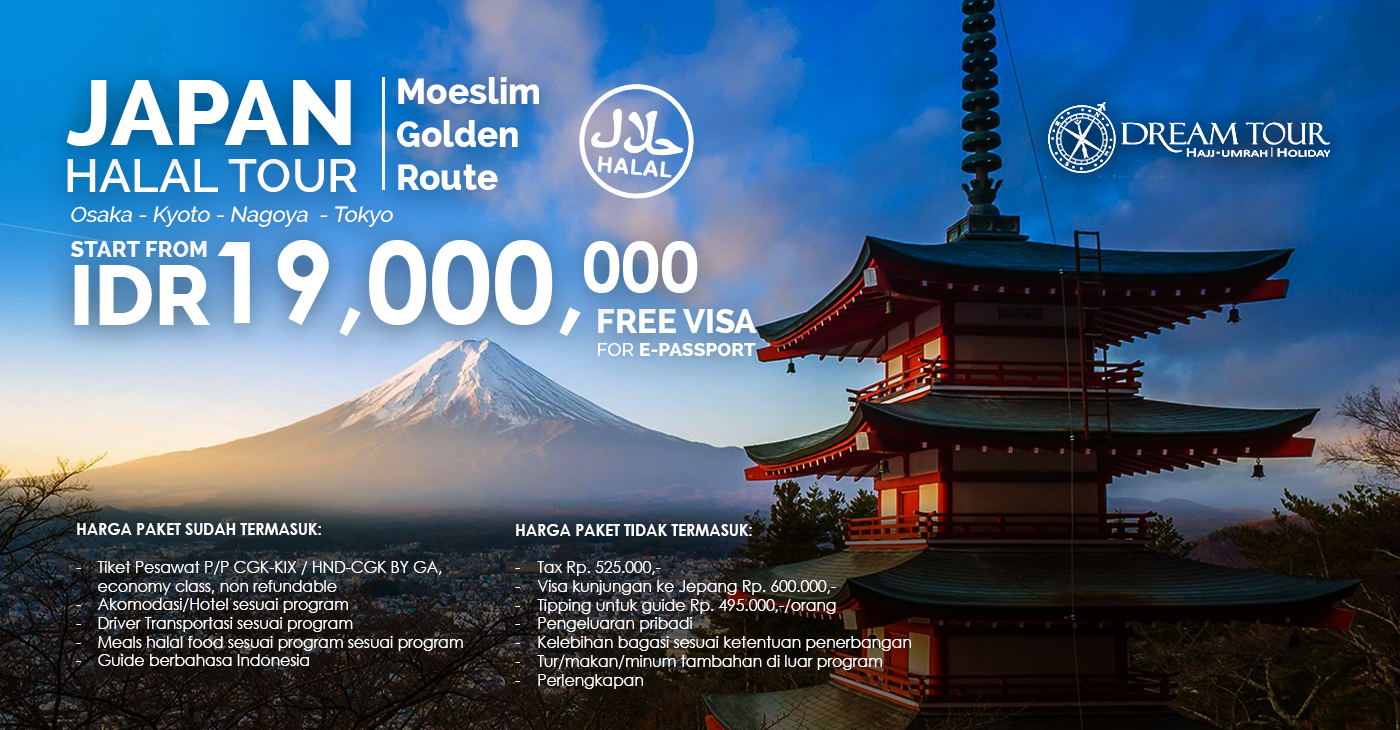 JAPAN
HALAL TOUR
Moeslim
Golden
Route
حلال
HALAL
DREAM TOUR
HAJJ-UMRAH | HOLIDAY
Osaka - Kyoto - Nagoya - Tokyo
START FROM
IDR 19,000,000
FREE VISA
FOR E-PASSPORT
HARGA PAKET SUDAH TERMASUK:
- Tiket Pesawat P/P CGK-KIX / HND-CGK BY GA,
economy class, non refundable
- Akomodasi/Hotel sesuai program
- Driver Transportasi sesuai program
- Meals halal food sesuai program sesuai program
- Guide berbahasa Indonesia
HARGA PAKET TIDAK TERMASUK:
- Tax Rp. 525.000,-
- Visa kunjungan ke Jepang Rp. 600.000,-
- Tipping untuk guide Rp. 495.000,-/orang
- Pengeluaran pribadi
- Kelebihan bagasi sesuai ketentuan penerbangan
- Tur/makan/minum tambahan di luar program
- Perlengkapan